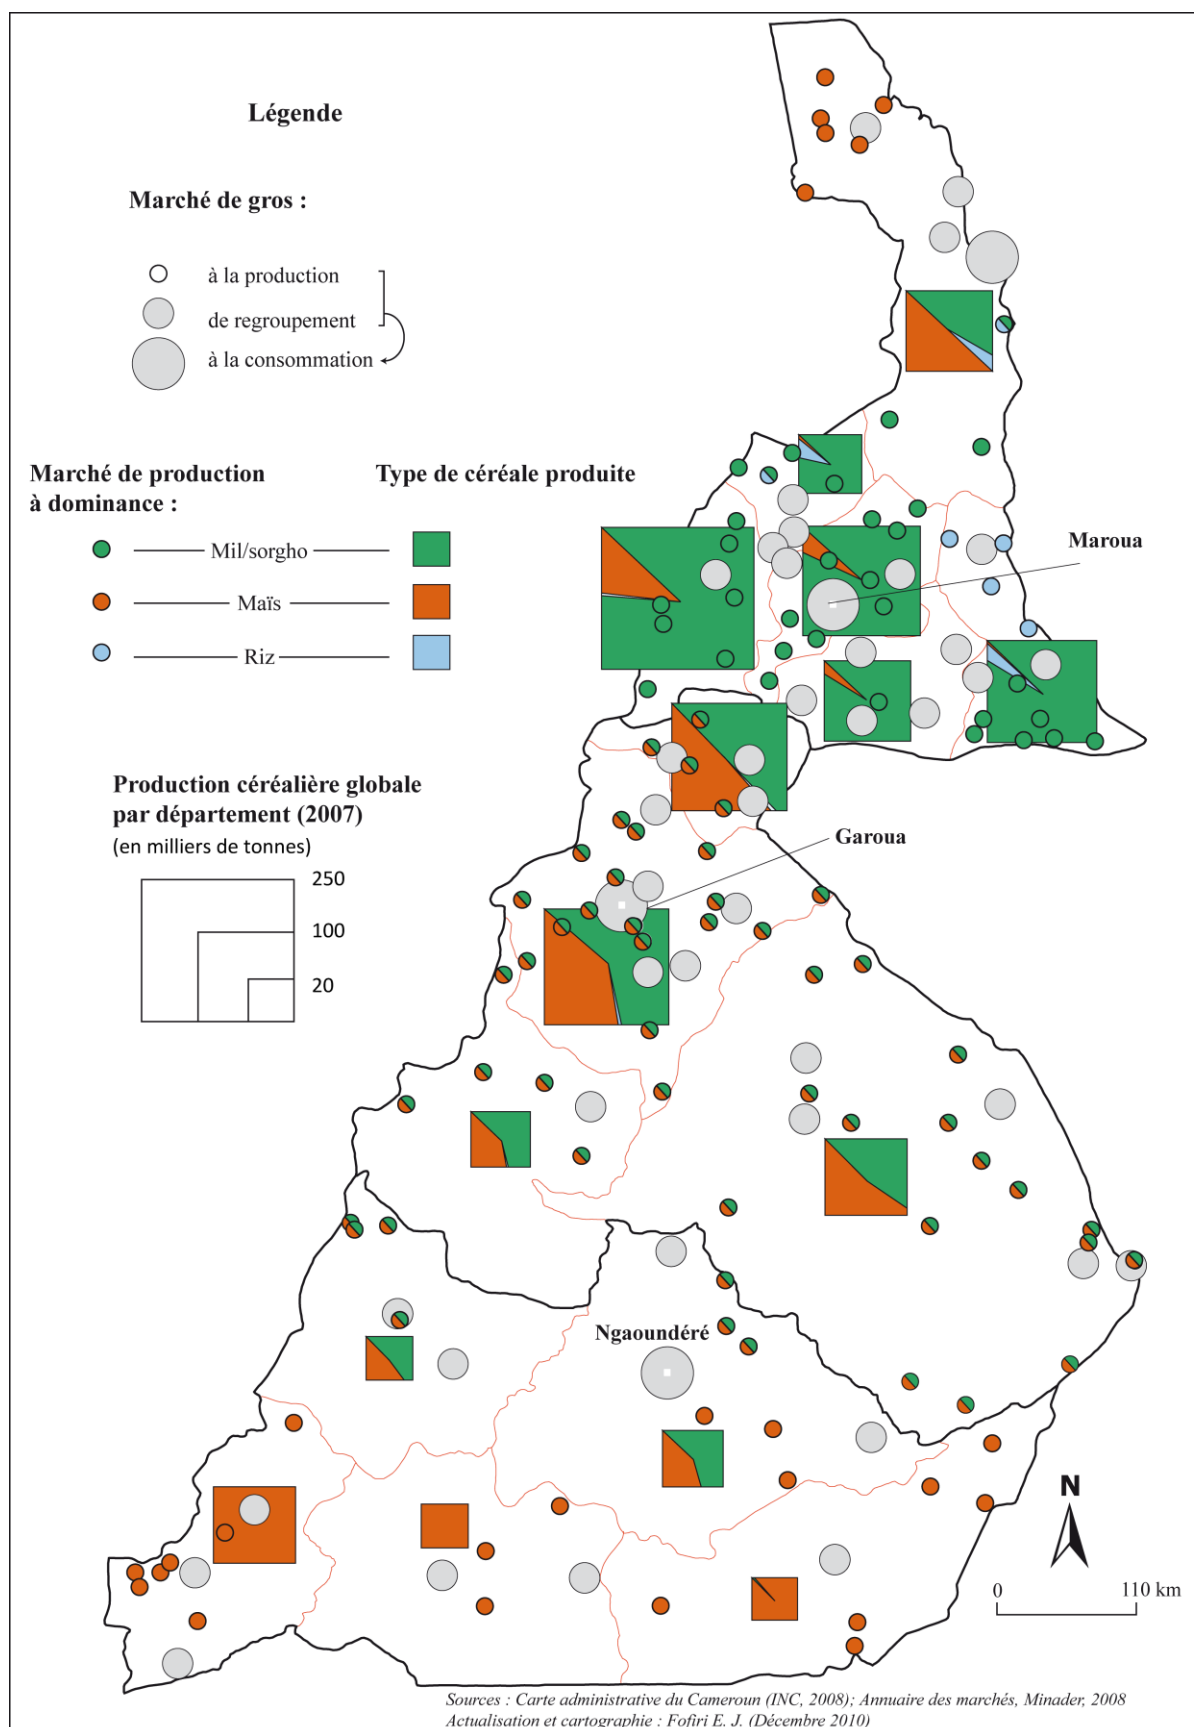 Légende
Marché de gros :
à la production
de regroupement
à la consommation
Marché de production
à dominance :
Type de céréale produite
Mil/sorgho
Maïs
Riz
Production céréalière globale
par département (2007)
(en milliers de tonnes)
250
100
20
Maroua
Garoua
Ngaoundéré
N
0
110 km
Sources : Carte administrative du Cameroun (INC, 2008); Annuaire des marchés, Minader, 2008
Actualisation et cartographie : Fofiri E. J. (Décembre 2010)